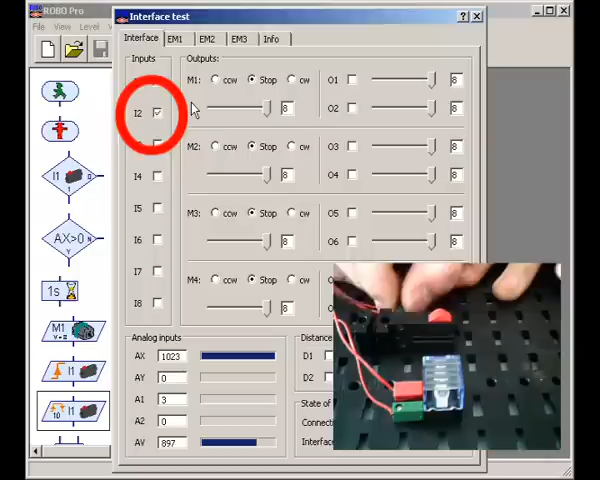 ROBO Pro
Interface test
File View Level
Interface EM1 EM2 EM3 Info
Inputs
Outputs:
M1: ccw Stop cw 8 O1 8
I2
O2 8
M2: ccw Stop cw 8 O3 8
I4
O4 8
I5
M3: ccw Stop cw 8 O5 8
I6
O6 8
I7
M4: ccw Stop cw 8
I8
I1
AX>0 N
Y
1s
M1
V=
I1
10 I1
Analog inputs
AX 1023
AY 0
A1 3
A2 0
AV 897
Distance
D1
D2
State of
Connecti
Interface